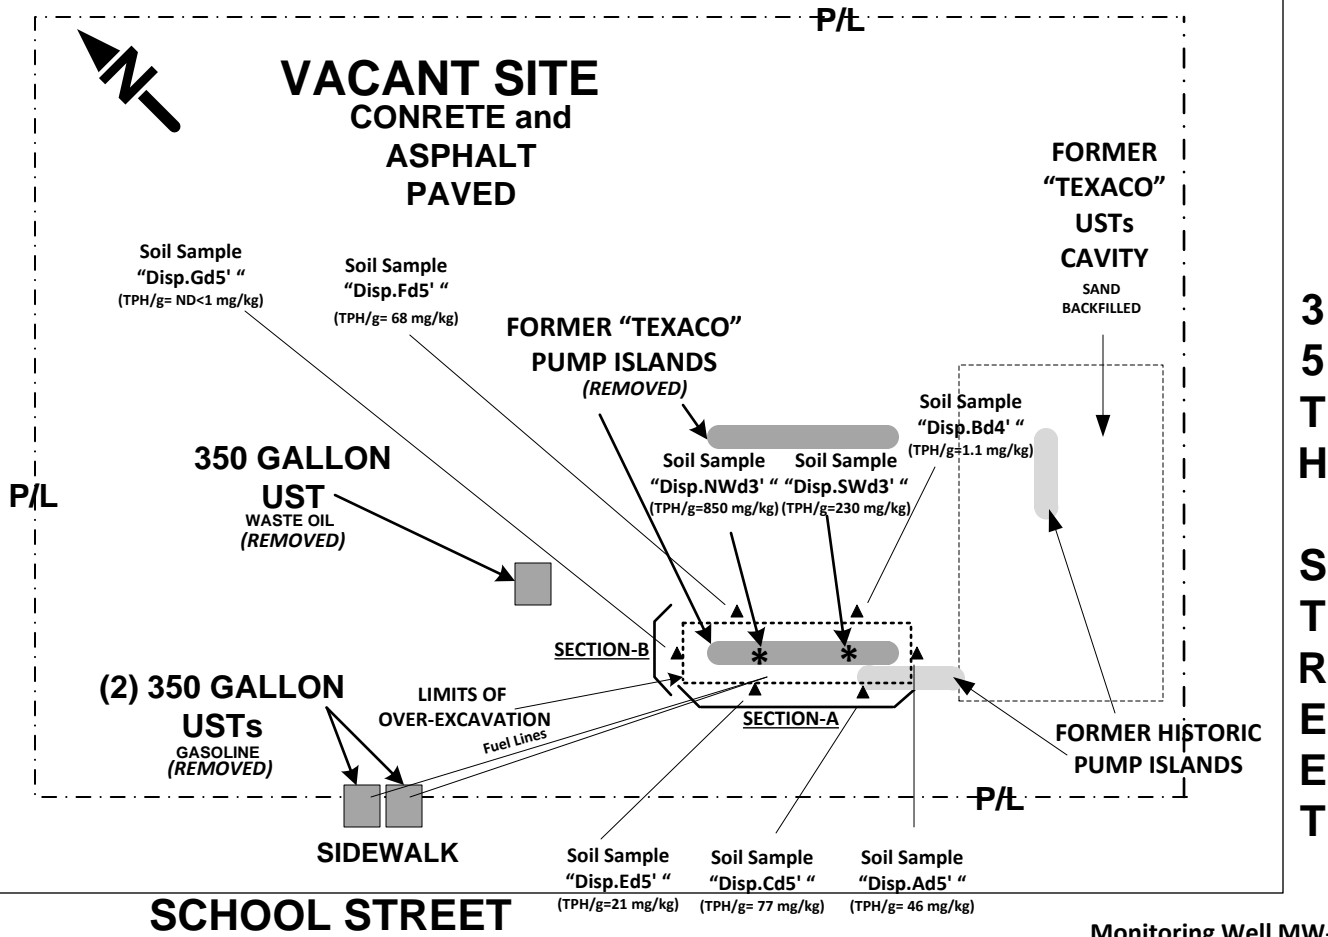 P/L
N
VACANT SITE
CONRETE and
ASPHALT
PAVED
FORMER
“TEXACO”
USTs
CAVITY
SAND
BACKFILLED
Soil Sample
“Disp.Gd5' “
(TPH/g= ND<1 mg/kg)
Soil Sample
“Disp.Fd5' “
(TPH/g= 68 mg/kg)
FORMER “TEXACO”
PUMP ISLANDS
(REMOVED)
Soil Sample
“Disp.Bd4' “
(TPH/g=1.1 mg/kg)
350 GALLON
UST
WASTE OIL
(REMOVED)
Soil Sample
“Disp.NWd3' “
(TPH/g=850 mg/kg)
Soil Sample
“Disp.SWd3' “
(TPH/g=230 mg/kg)
P/L
35TH STREET
SECTION-B
* *
(2) 350 GALLON
USTs
GASOLINE
(REMOVED)
LIMITS OF
OVER-EXCAVATION
Fuel Lines
SECTION-A
FORMER HISTORIC
PUMP ISLANDS
P/L
SIDEWALK
Soil Sample
“Disp.Ed5' “
(TPH/g=21 mg/kg)
Soil Sample
“Disp.Cd5' “
(TPH/g= 77 mg/kg)
Soil Sample
“Disp.Ad5' “
(TPH/g= 46 mg/kg)
SCHOOL STREET
Monitoring Well MW-